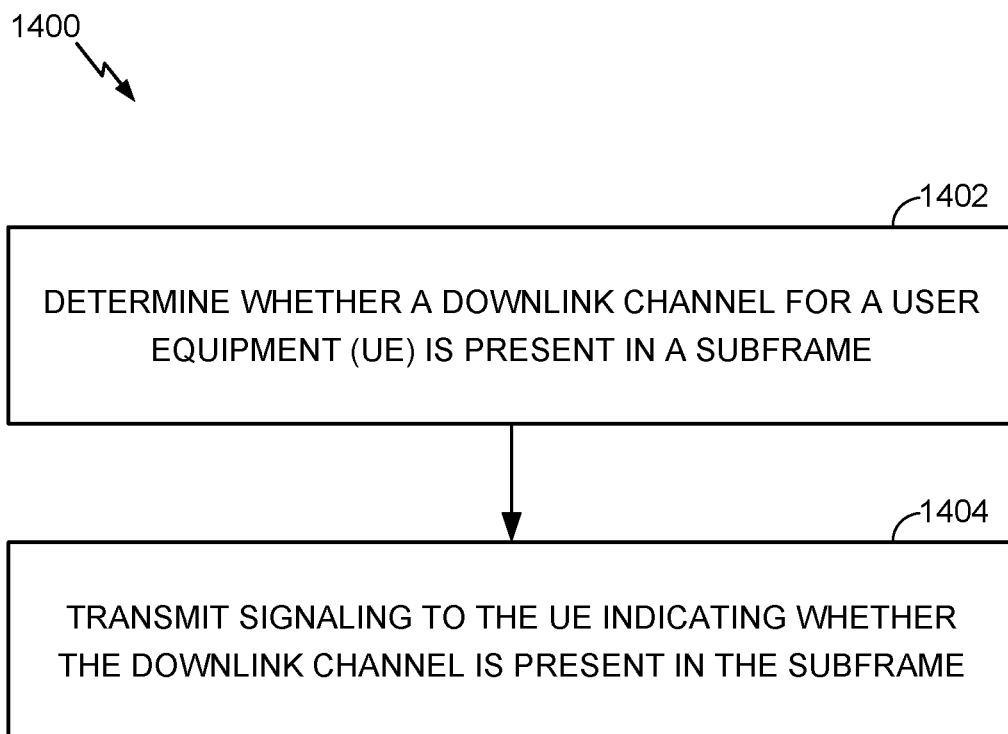 1400
1402
DETERMINE WHETHER A DOWNLINK CHANNEL FOR A USER
EQUIPMENT (UE) IS PRESENT IN A SUBFRAME
1404
TRANSMIT SIGNALING TO THE UE INDICATING WHETHER
THE DOWNLINK CHANNEL IS PRESENT IN THE SUBFRAME